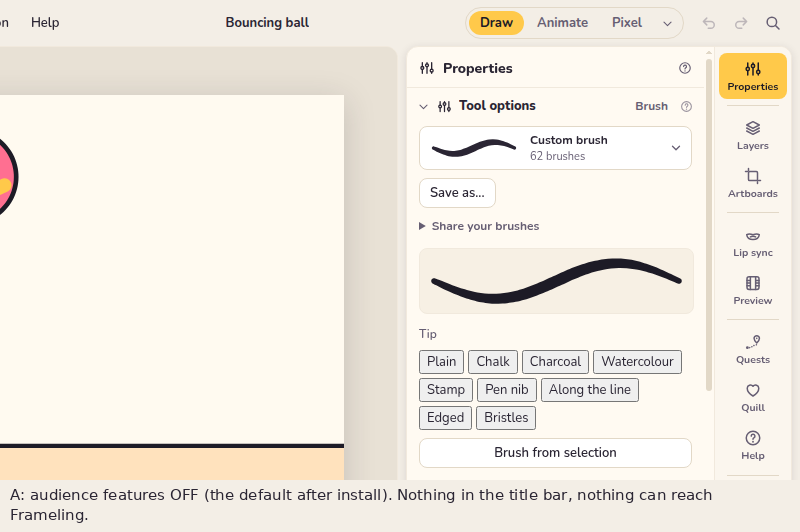 on Help Bouncing ball Draw Animate Pixel
Properties
Properties
Tool options Brush
Custom brush
62 brushes
Save as...
Share your brushes
Tip
Plain Chalk Charcoal Watercolour
Stamp Pen nib Along the line
Edged Bristles
Brush from selection
Layers
Artboards
Lip sync
Preview
Quests
Quill
Help
A: audience features OFF (the default after install). Nothing in the title bar, nothing can reach
Frameling.